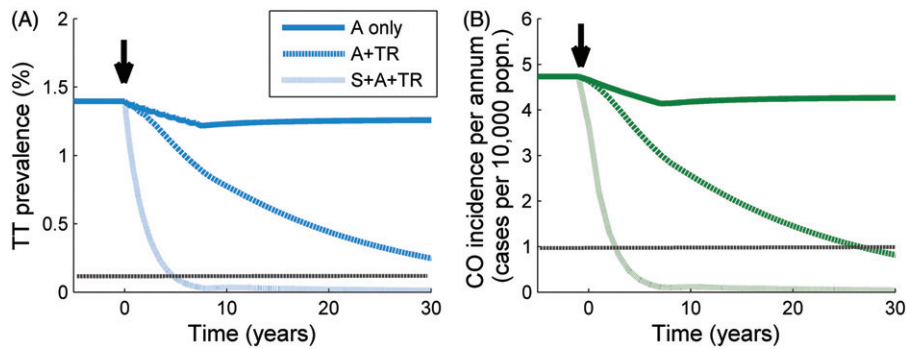 (A)
2
1.5
1
0.5
0
TT prevalence (%)
0
10
20
30
Time (years)
A only
A+TR
S+A+TR
(B)
6
5
4
3
2
1
0
CO incidence per annum
(cases per 10,000 popn.)
0
10
20
30
Time (years)